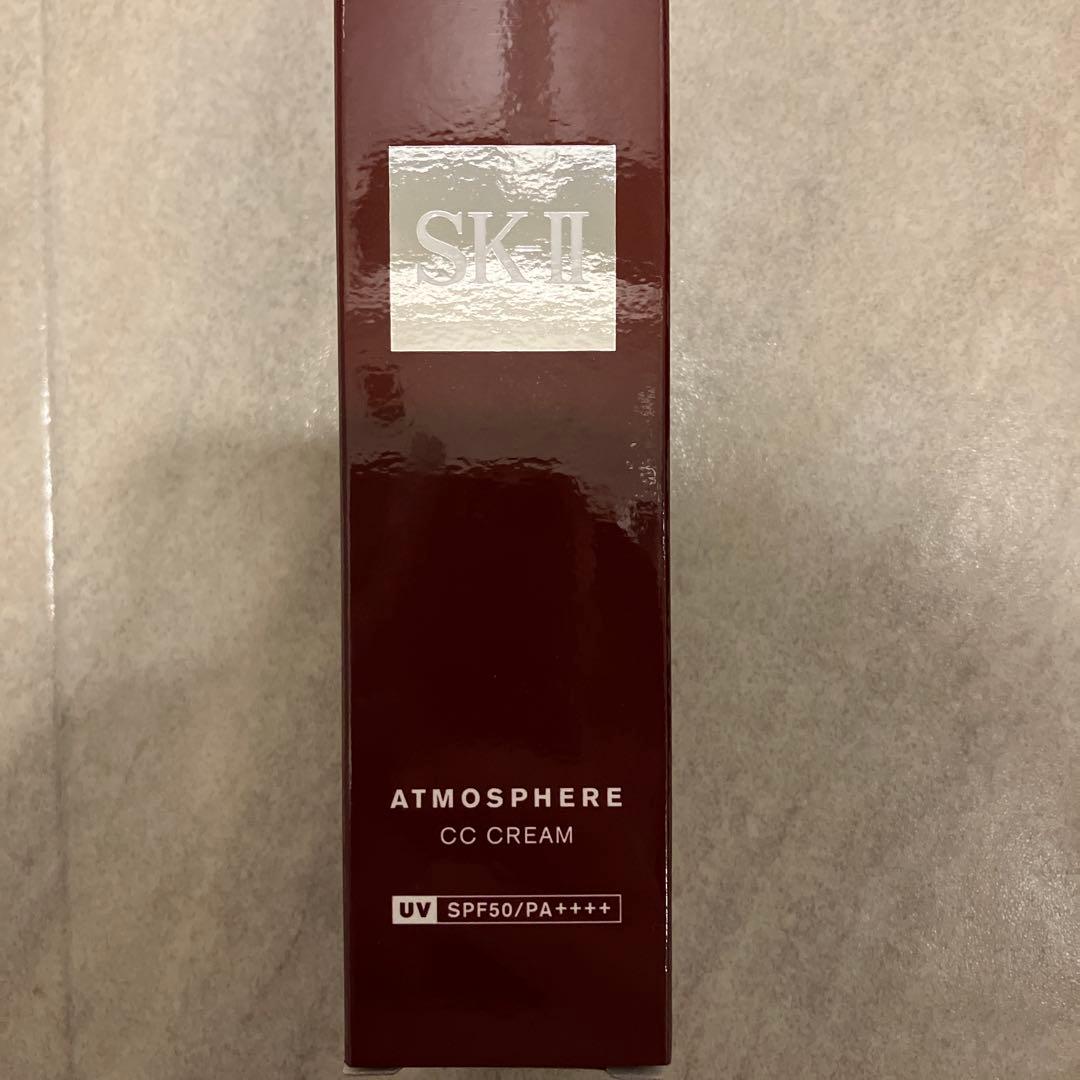 SK-II
ATMOSPHERE
CC CREAM
UV SPF50/PA++++